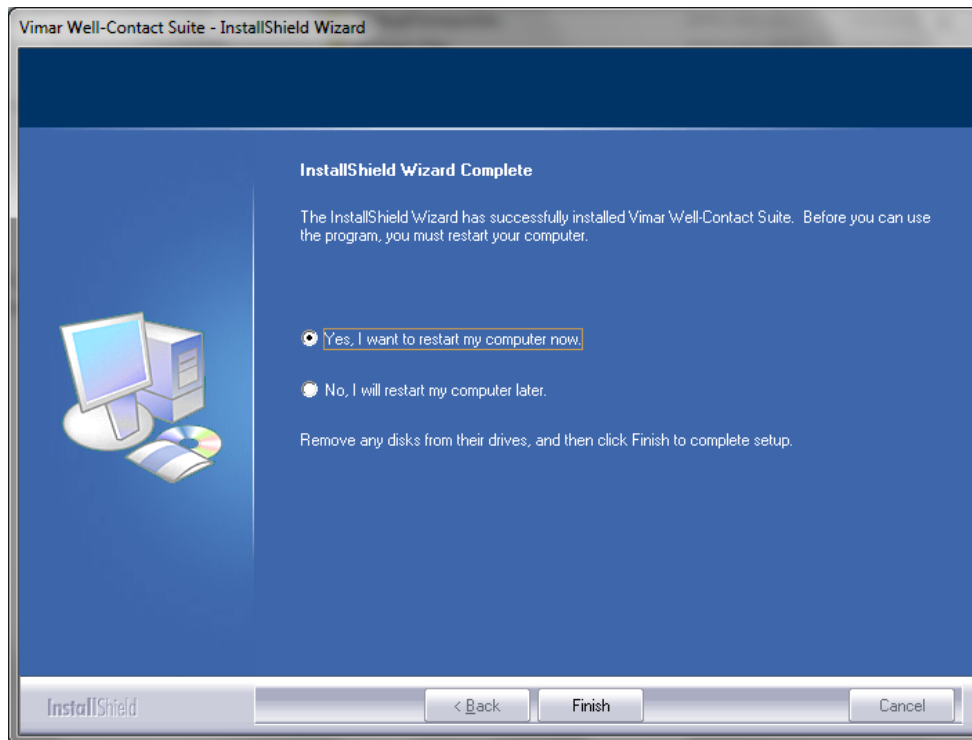 Vimar Well-Contact Suite - InstallShield Wizard
InstallShield Wizard Complete
The InstallShield Wizard has successfully installed Vimar Well-Contact Suite.  Before you can use
the program, you must restart your computer.
Yes, I want to restart my computer now.
No, I will restart my computer later.
Remove any disks from their drives, and then click Finish to complete setup.
InstallShield
< Back
Finish
Cancel